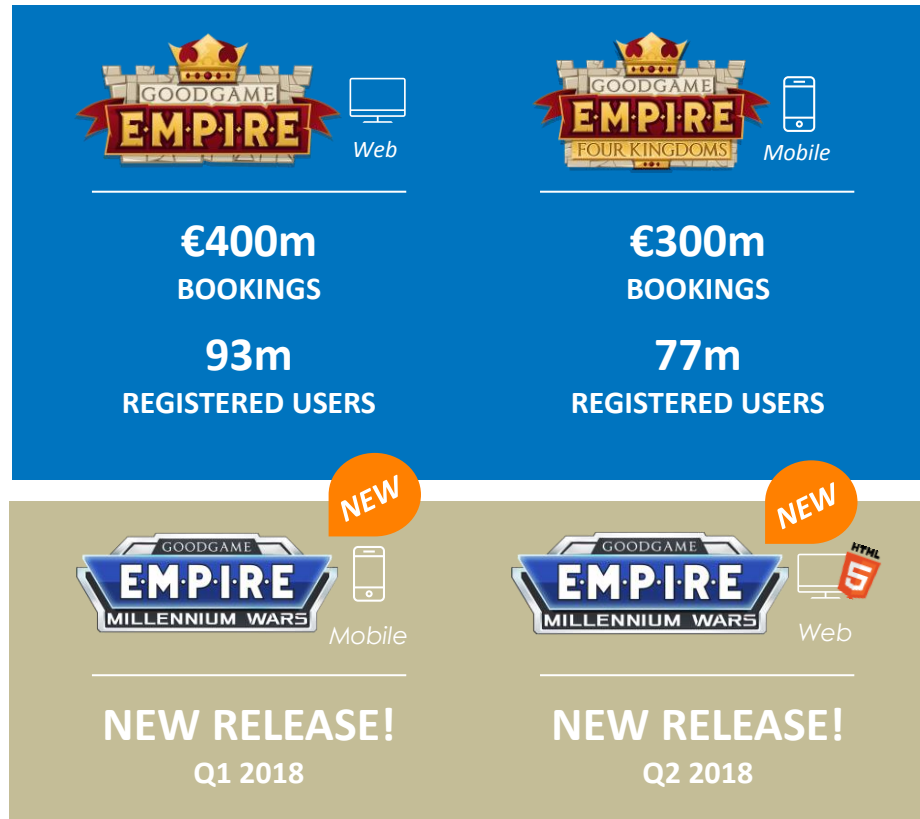 GOODGAME
EMPIRE
Web
€400m
BOOKINGS
93m
REGISTERED USERS
GOODGAME
EMPIRE
FOUR KINGDOMS
Mobile
€300m
BOOKINGS
77m
REGISTERED USERS
NEW
GOODGAME
E·M·P·I·R·E
MILLENNIUM WARS
Mobile
NEW RELEASE!
Q1 2018
NEW
GOODGAME
E·M·P·I·R·E
MILLENNIUM WARS
HTML
5
Web
NEW RELEASE!
Q2 2018